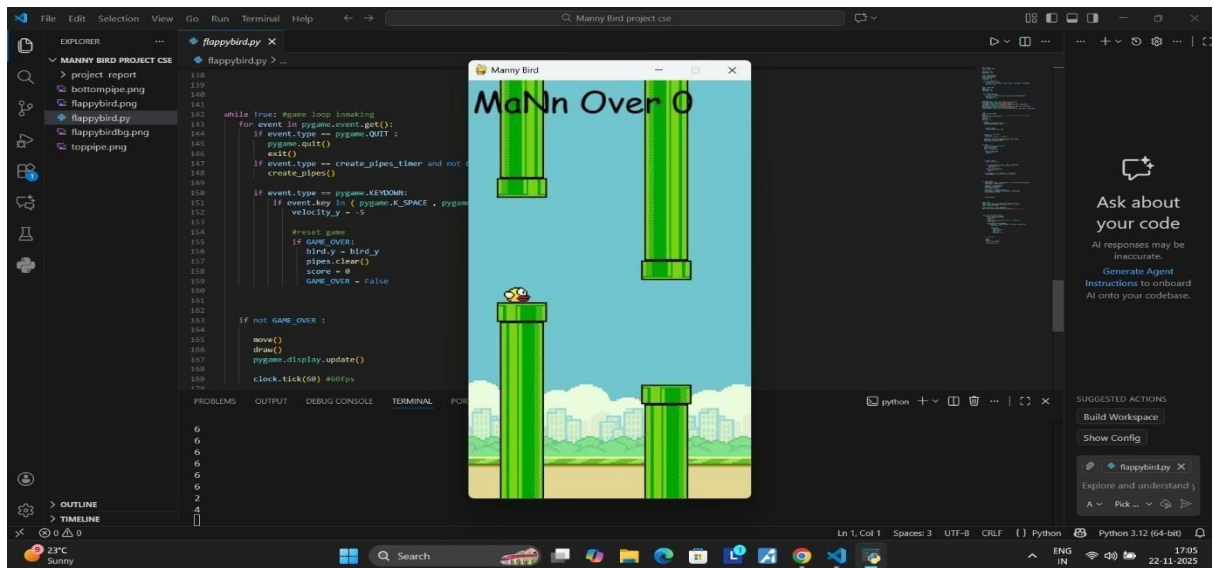 File Edit Selection View Go Run Terminal Help
Manny Bird project cse
EXPLORER
MANNY BIRD PROJECT CSE
project report
bottompipe.png
flappybird.png
flappybird.py
flappybirdbg.png
toppipe.png
OUTLINE
TIMELINE
flappybird.py
flappybird.py > ...
138
139
140
141
142 while True: #game loop inmaking
143 for event in pygame.event.get():
144 if event.type == pygame.QUIT :
145 pygame.quit()
146 exit()
147 if event.type == create_pipes_timer and not
148 create_pipes()
149
150 if event.type == pygame.KEYDOWN:
151 if event.key in ( pygame.K_SPACE , pygam
152 velocity_y = -5
153
154 #reset game
155 if GAME_OVER:
156 bird.y = bird_y
157 pipes.clear()
158 score = 0
159 GAME_OVER = False
160
161
162
163 if not GAME_OVER :
164
165 move()
166 draw()
167 pygame.display.update()
168
169 clock.tick(60) #60fps
Manny Bird
MaNn Over 0
PROBLEMS OUTPUT DEBUG CONSOLE TERMINAL POR
python
6
6
6
6
6
6
2
4
Ask about
your code
AI responses may be
inaccurate.
Generate Agent
Instructions to onboard
AI onto your codebase.
SUGGESTED ACTIONS
Build Workspace
Show Config
flappybird.py
Explore and understand
Pick ...
0 0
Ln 1, Col 1 Spaces: 3 UTF-8 CRLF { } Python Python 3.12 (64-bit)
9
23°C
Sunny
Search
ENG
IN
17:05
22-11-2025